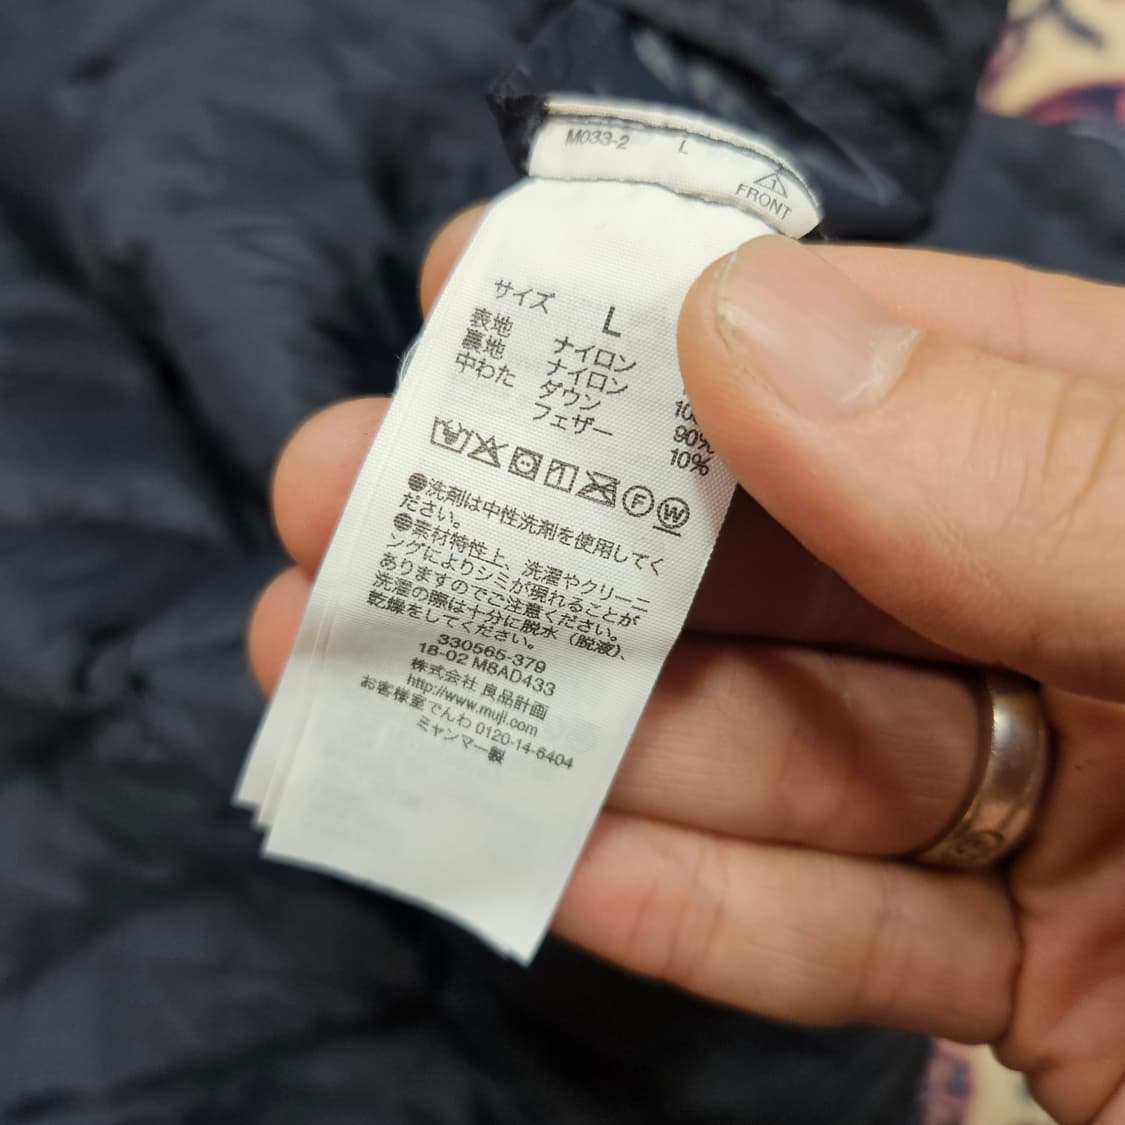 M033-2 L
FRONT
サイズ L
表地 ナイロン
裏地 ナイロン
中わた ダウン 90%
フェザー 10%
F W
●洗剤は中性洗剤を使用してく
ださい。
●素材特性上、洗濯やクリーニ
ングによりシミが現れることが
ありますのでご注意ください。
洗濯の際は十分に脱水（脱液）、
乾燥をしてください。
330565-379
18-02 M8AD433
株式会社 良品計画
http://www.muji.com
お客様室でんわ 0120-14-6404
ミャンマー製